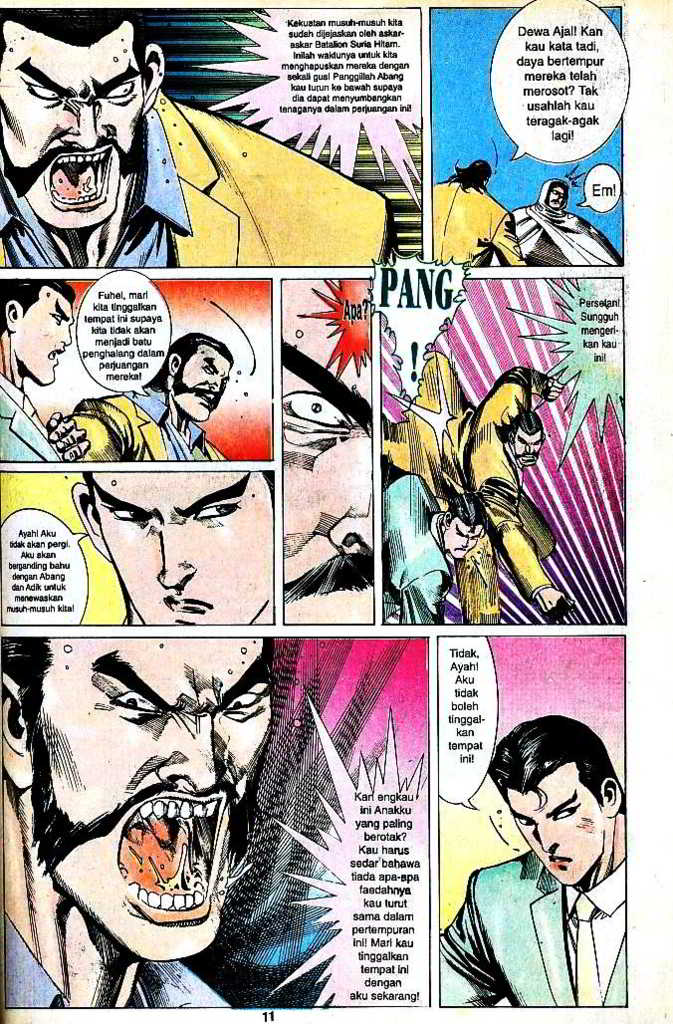 Kekuatan musuh-musuh kita
sudah dijejaskan oleh askar-
askar Batalion Suria Hitam.
Inilah waktunya untuk kita
menghapuskan mereka dengan
sekali gus! Panggillah Abang
kau turun ke bawah supaya
dia dapat menyumbangkan
tenaganya dalam perjuangan ini!
Dewa Ajal! Kan
kau kata tadi,
daya bertempur
mereka telah
merosot? Tak
usahlah kau
teragak-agak
lagi!
Em!
Fuhei, mari
kita tinggalkan
tempat ini supaya
kita tidak akan
menjadi batu
penghalang dalam
perjuangan
mereka!
Apa?
PANG
!
Persetan!
Sungguh
mengeri-
kan kau
ini!
Ayah! Aku
tidak akan pergi.
Aku akan
berganding bahu
dengan Abang
dan Adik untuk
menewaskan
musuh-musuh kita!
Kan engkau
ini Anakku
yang paling
berotak?
Kau harus
sedar bahawa
tiada apa-apa
faedahnya
kau turut
sama dalam
pertempuran
ini! Mari kau
tinggalkan
tempat ini
dengan
aku sekarang!
Tidak,
Ayah!
Aku
tidak
boleh
tinggal-
kan
tempat
ini!
11